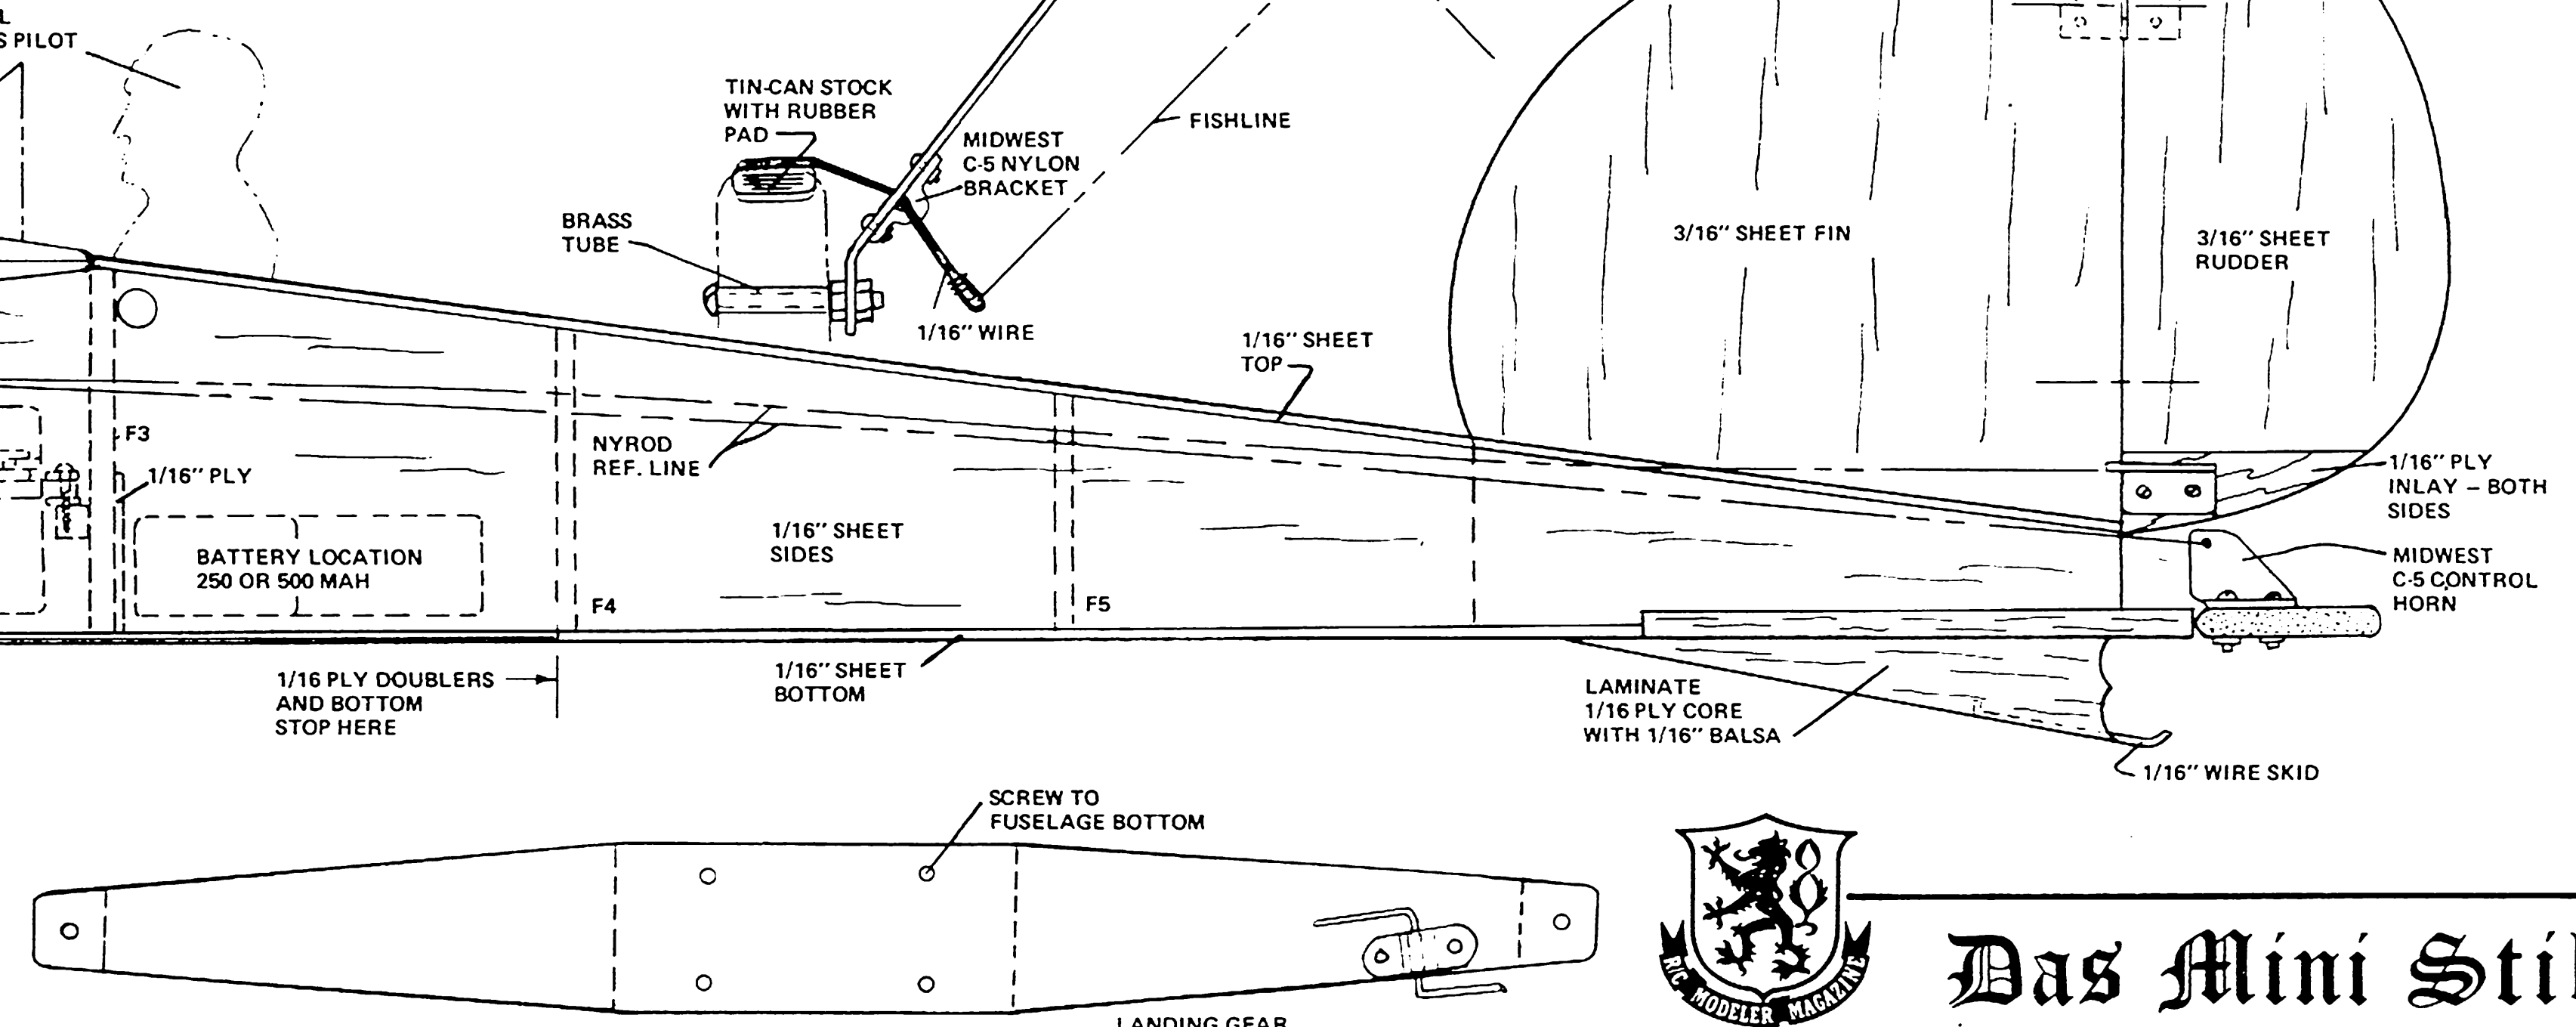 S PILOT
TIN-CAN STOCK
WITH RUBBER
PAD
MIDWEST
C-5 NYLON
BRACKET
FISHLINE
BRASS
TUBE
1/16" WIRE
3/16" SHEET FIN
3/16" SHEET
RUDDER
1/16" SHEET
TOP
F3
1/16" PLY
NYROD
REF. LINE
1/16" PLY
INLAY – BOTH
SIDES
BATTERY LOCATION
250 OR 500 MAH
1/16" SHEET
SIDES
F4
F5
MIDWEST
C-5 CONTROL
HORN
1/16 PLY DOUBLERS
AND BOTTOM
STOP HERE
1/16" SHEET
BOTTOM
LAMINATE
1/16 PLY CORE
WITH 1/16" BALSA
1/16" WIRE SKID
SCREW TO
FUSELAGE BOTTOM
LANDING GEAR
R/C MODELER MAGAZINE
Das Mini Sti